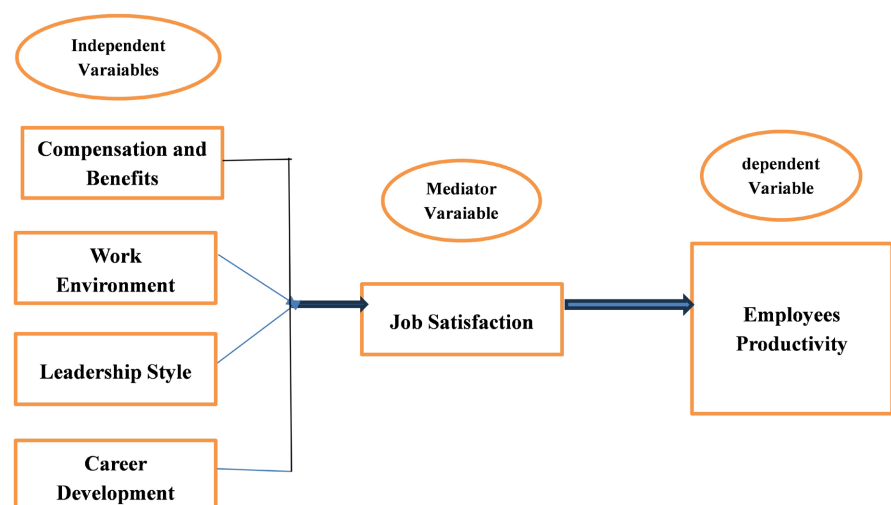 Independent
Varaiables
Compensation and
Benefits
Work
Environment
Leadership Style
Career
Development
Mediator
Varaiable
Job Satisfaction
dependent
Variable
Employees
Productivity